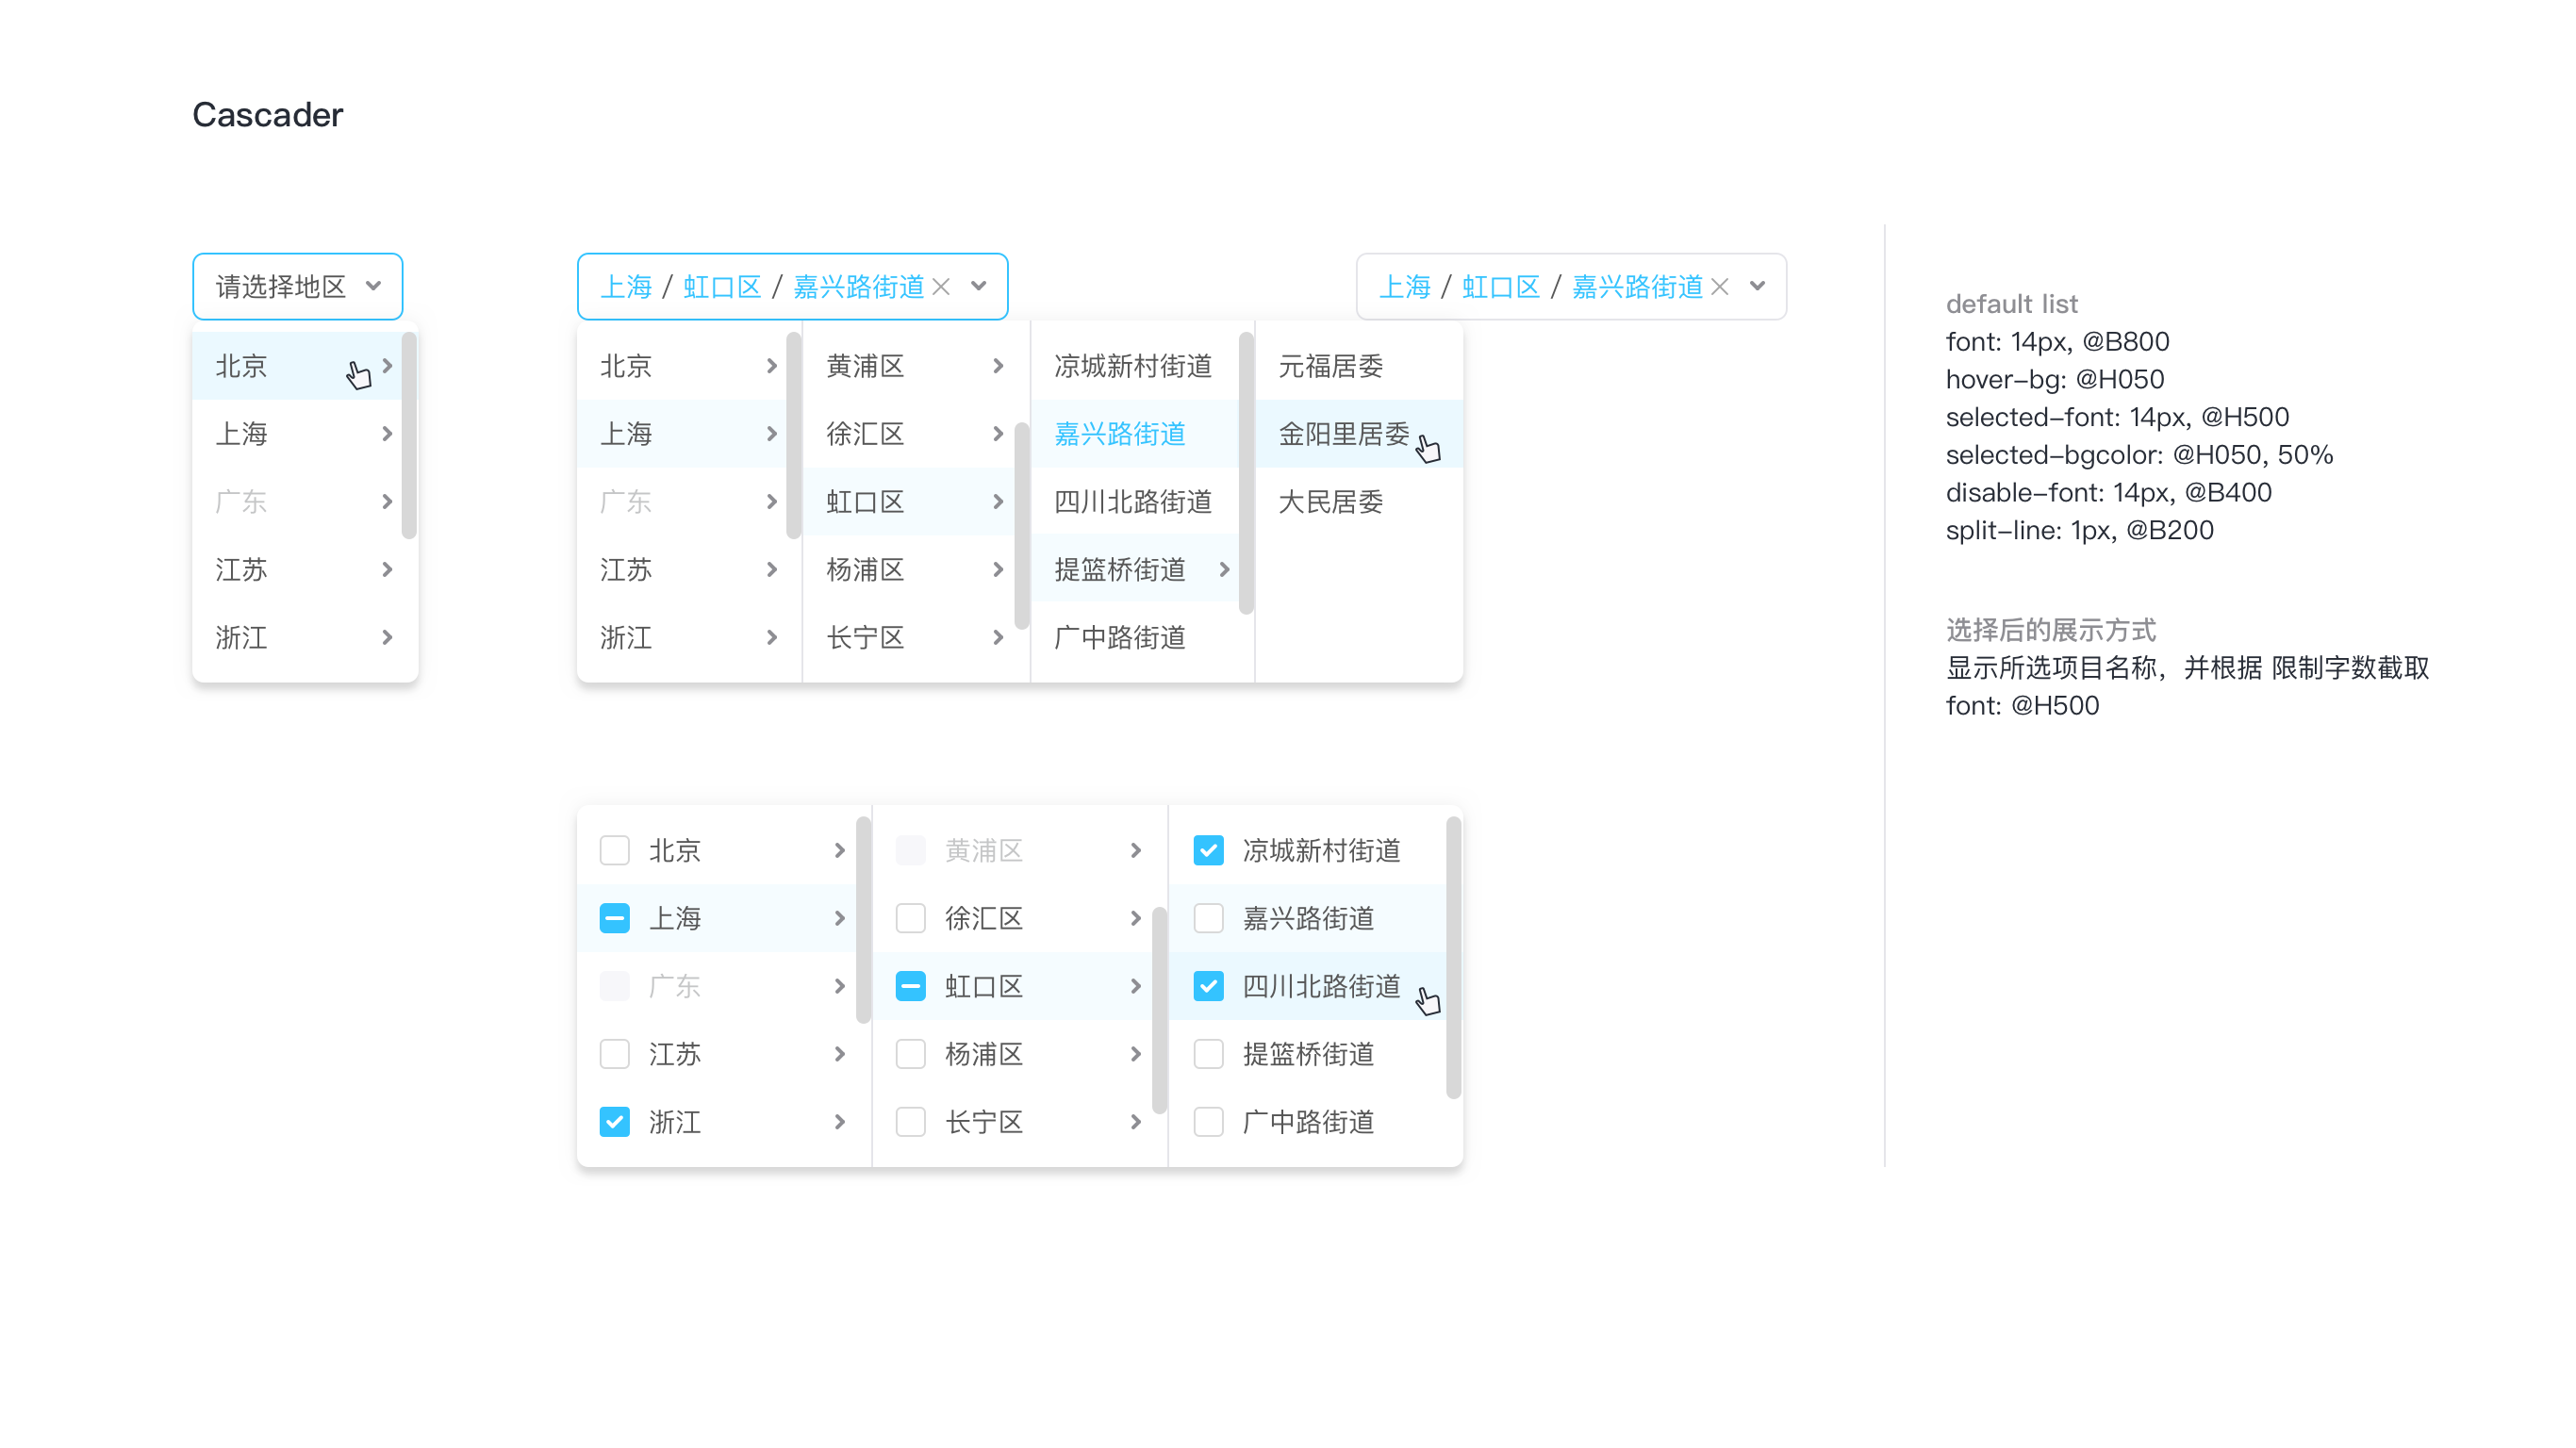 Cascader
请选择地区
北京
上海
广东
江苏
浙江
上海 / 虹口区 / 嘉兴路街道
北京
上海
广东
江苏
浙江
黄浦区
徐汇区
虹口区
杨浦区
长宁区
凉城新村街道
嘉兴路街道
四川北路街道
提篮桥街道
广中路街道
元福居委
金阳里居委
大民居委
上海 / 虹口区 / 嘉兴路街道
北京
上海
广东
江苏
浙江
黄浦区
徐汇区
虹口区
杨浦区
长宁区
凉城新村街道
嘉兴路街道
四川北路街道
提篮桥街道
广中路街道
default list
font: 14px, @B800
hover-bg: @H050
selected-font: 14px, @H500
selected-bgcolor: @H050, 50%
disable-font: 14px, @B400
split-line: 1px, @B200
选择后的展示方式
显示所选项目名称，并根据 限制字数截取
font: @H500